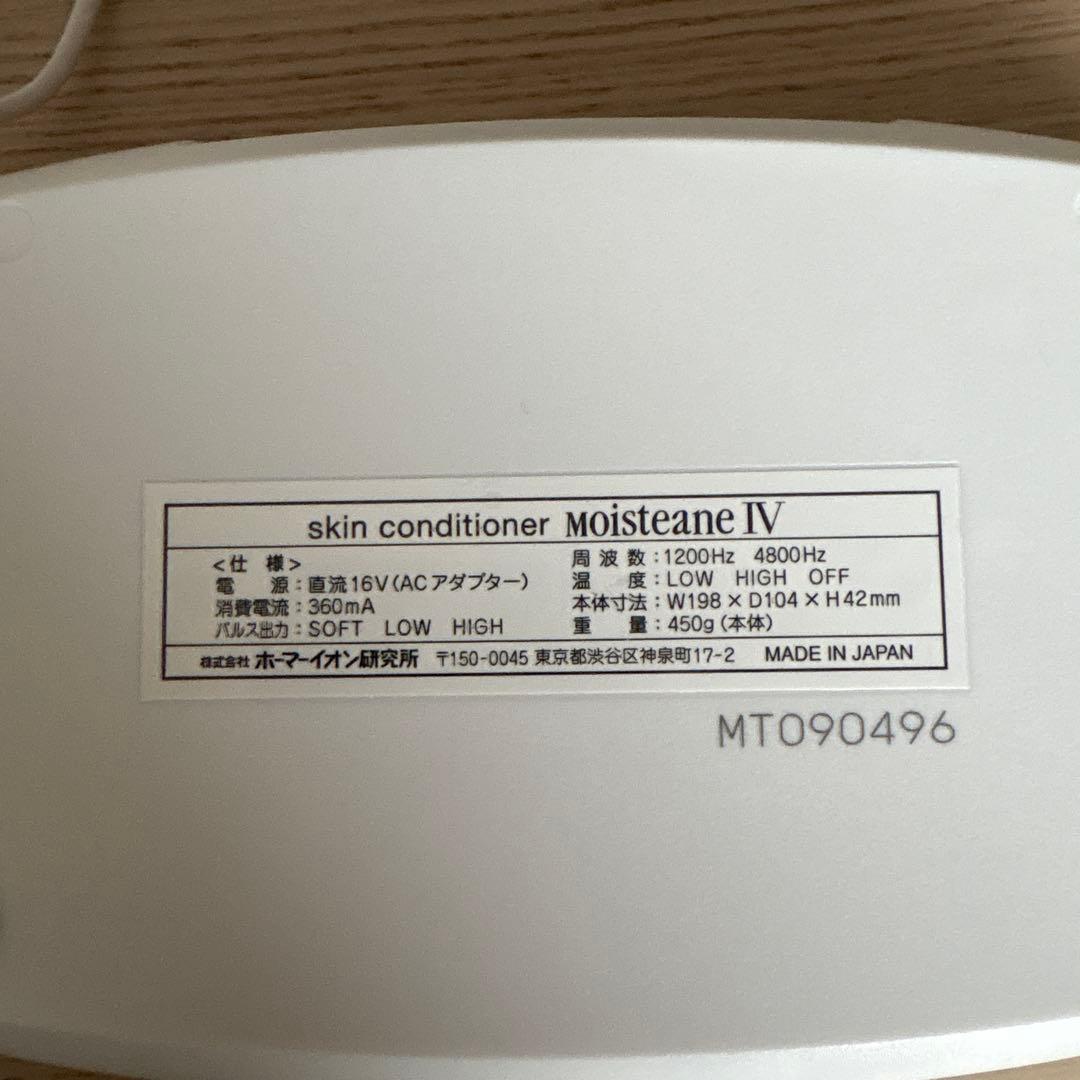 skin conditioner Moisteane IV
<仕 様>
電 源:直流16V(ACアダプター)
消費電流:360mA
パルス出力:SOFT LOW HIGH
周 波 数:1200Hz 4800Hz
温 度:LOW HIGH OFF
本体寸法:W198×D104×H42mm
重 量:450g(本体)
株式会社 ホーマーイオン研究所 〒150-0045 東京都渋谷区神泉町17-2 MADE IN JAPAN
MT090496